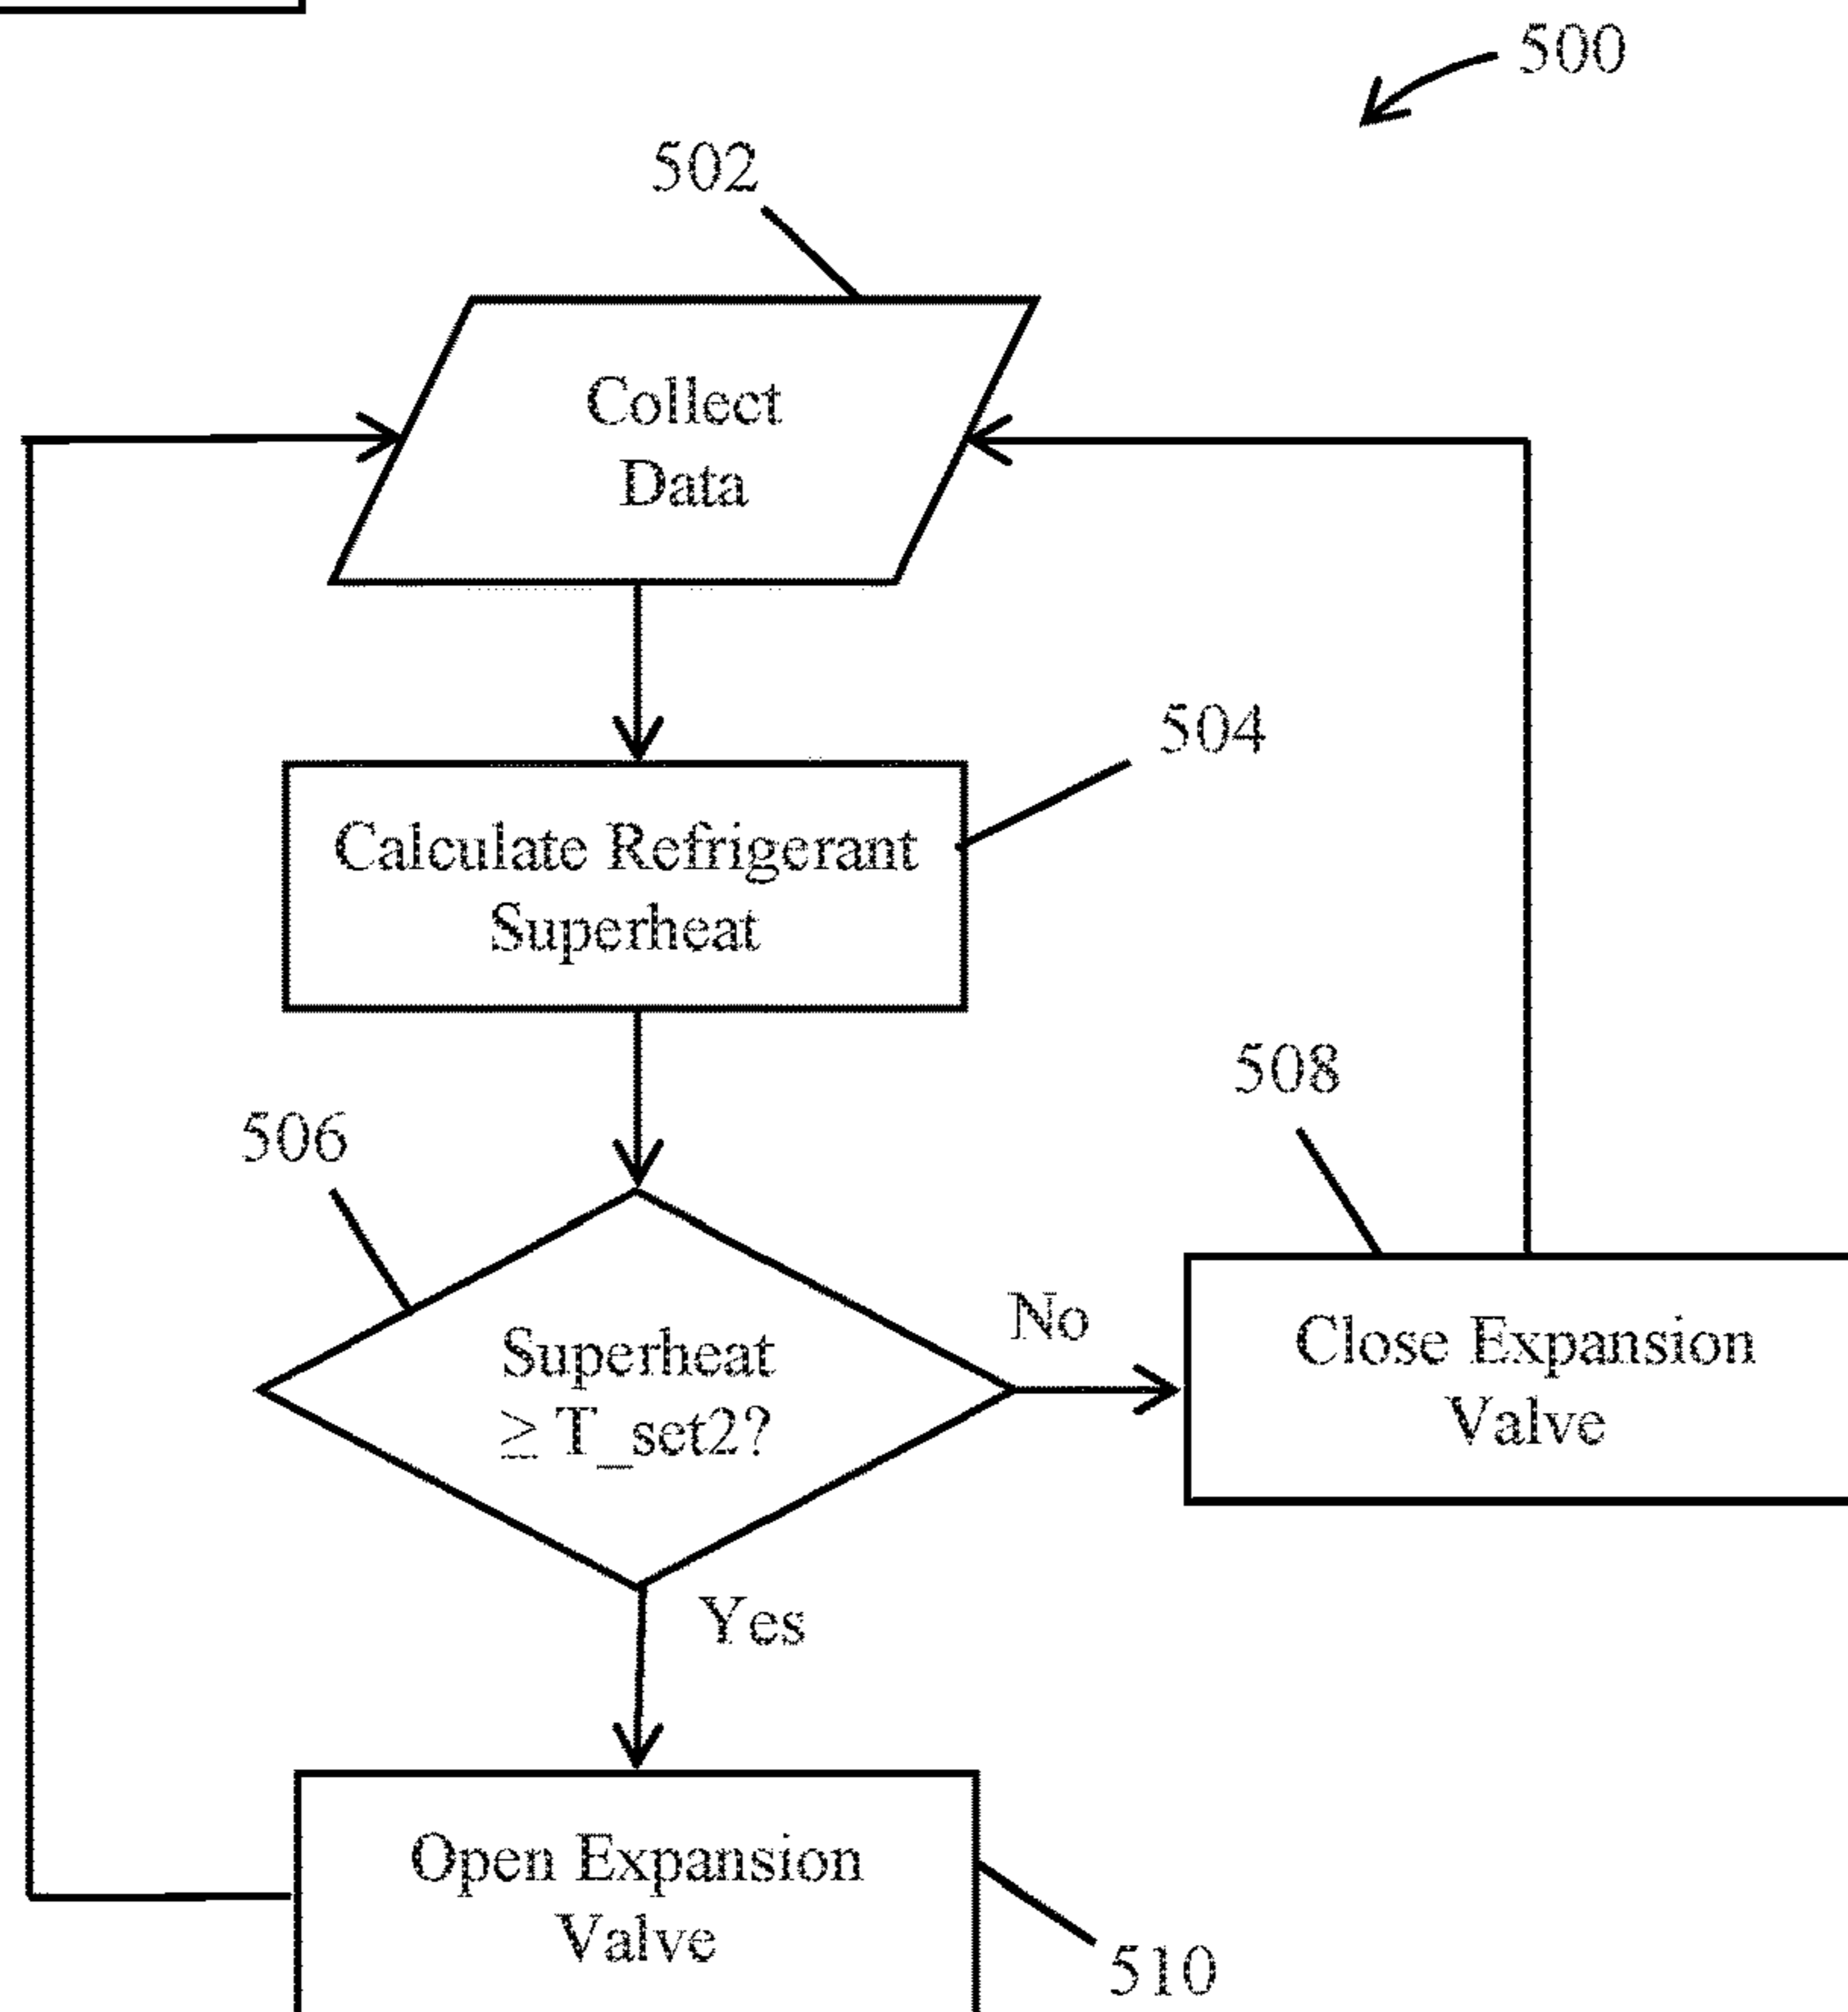 500
502
Collect
Data
504
Calculate Refrigerant
Superheat
506
508
Superheat
≥ T_set2?
No
Close Expansion
Valve
Yes
Open Expansion
Valve
510